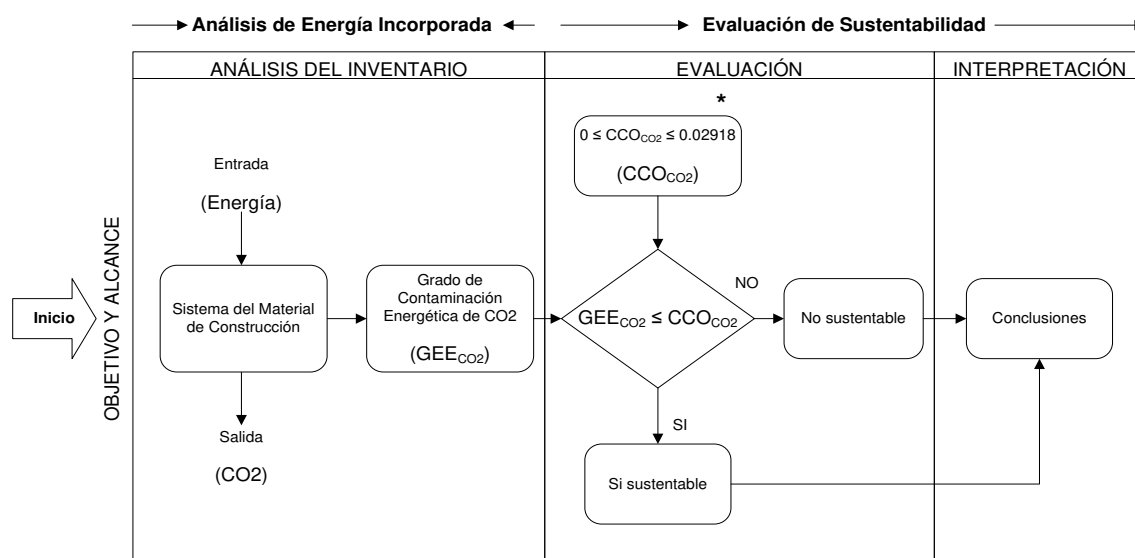 Análisis de Energía Incorporada
Evaluación de Sustentabilidad
ANÁLISIS DEL INVENTARIO
EVALUACIÓN
INTERPRETACIÓN
Inicio
OBJETIVO Y ALCANCE
Entrada
(Energía)
Sistema del Material
de Construcción
Salida
(CO2)
Grado de
Contaminación
Energética de CO2
(GEECO2)
*
0 ≤ CCOCO2 ≤ 0.02918
(CCOCO2)
GEECO2 ≤ CCOCO2
NO
No sustentable
SI
Si sustentable
Conclusiones